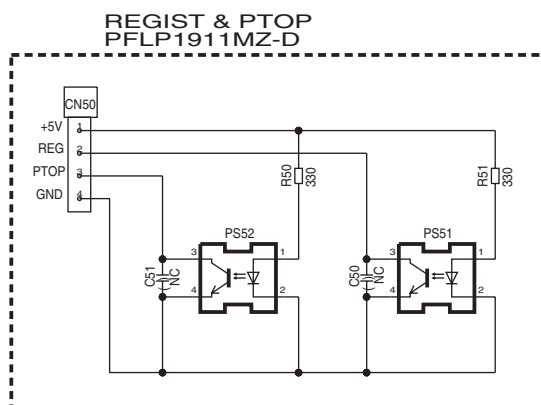 REGIST & PTOP
PFLP1911MZ-D
CN50
+5V 1
REG 2
PTOP 3
GND 4
R50
330
R51
330
PS52
PS51
3
1
4
2
C51
NC
3
1
4
2
C50
NC